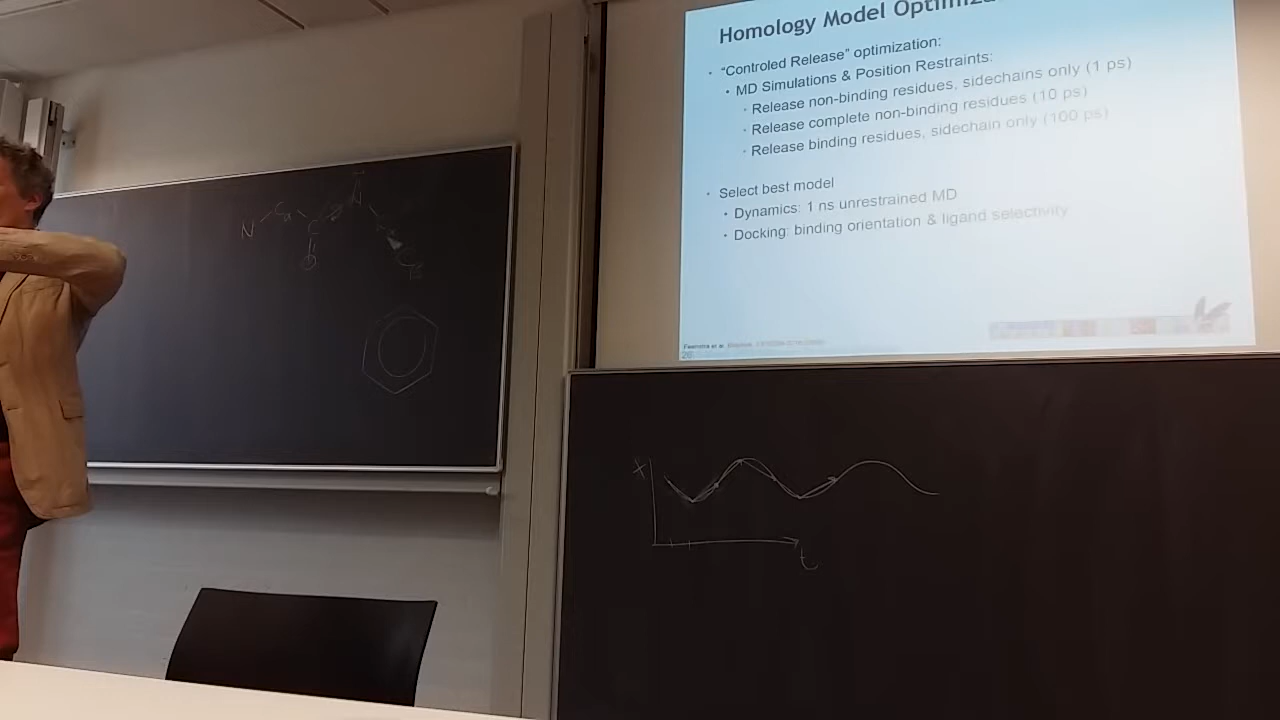 Homology Model Optimiza
• "Controled Release" optimization:
• MD Simulations & Position Restraints:
• Release non-binding residues, sidechains only (1 ps)
• Release complete non-binding residues (10 ps)
• Release binding residues, sidechain only (100 ps)
• Select best model
• Dynamics: 1 ns unrestrained MD
• Docking: binding orientation & ligand selectivity
N Cα C
O
x
t